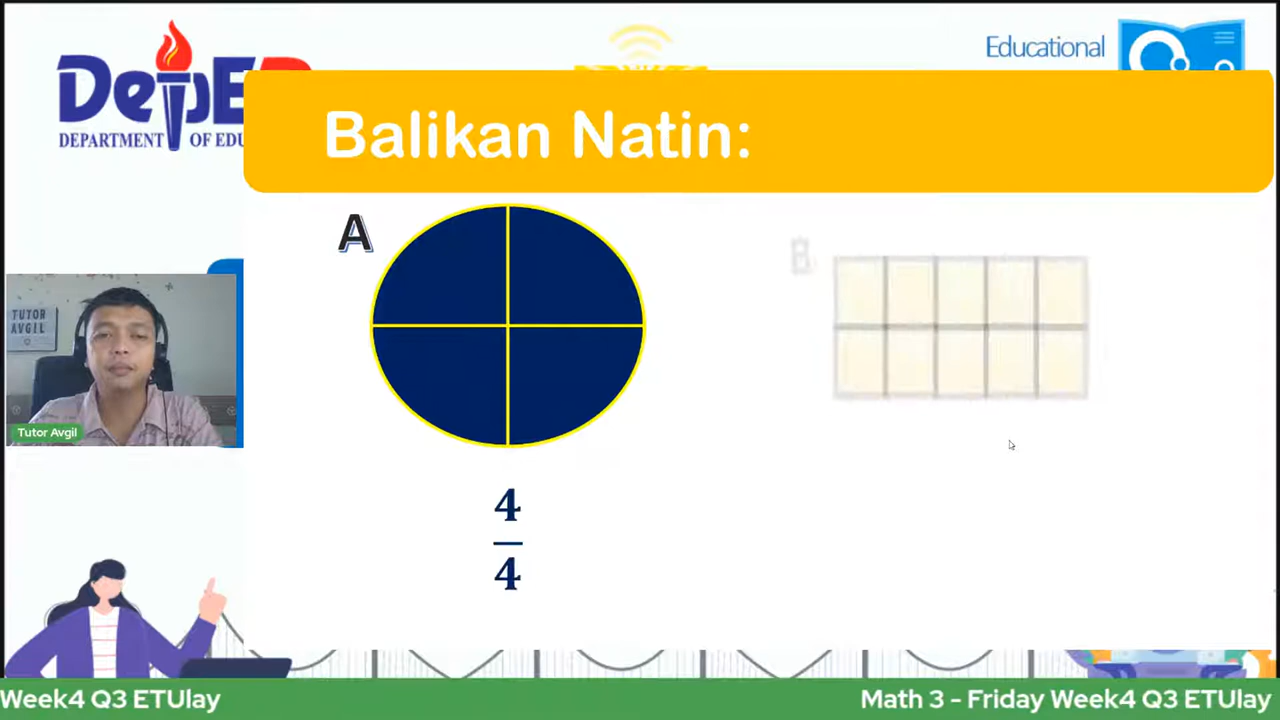 DepED
DEPARTMENT OF EDU
Educational
Balikan Natin:
A
B.
TUTOR
AVGIL
Tutor Avgil
4
4
Week4 Q3 ETUlay
Math 3 - Friday Week4 Q3 ETUlay